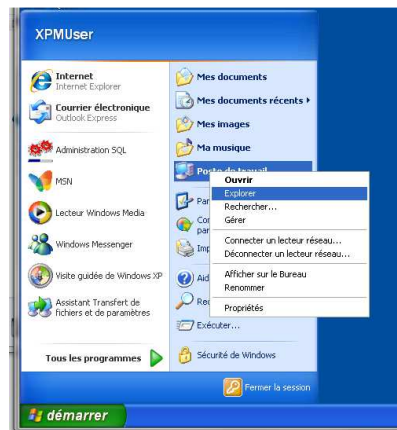 XPMUser
Internet
Internet Explorer
Courrier électronique
Outlook Express
Administration SQL
MSN
Lecteur Windows Media
Windows Messenger
Visite guidée de Windows XP
Assistant Transfert de
fichiers et de paramètres
Tous les programmes
Mes documents
Mes documents récents
Mes images
Ma musique
Poste de travail
Ouvrir
Explorer
Rechercher...
Gérer
Connecter un lecteur réseau...
Déconnecter un lecteur réseau...
Afficher sur le Bureau
Renommer
Propriétés
Exécuter...
Sécurité de Windows
Fermer la session
démarrer